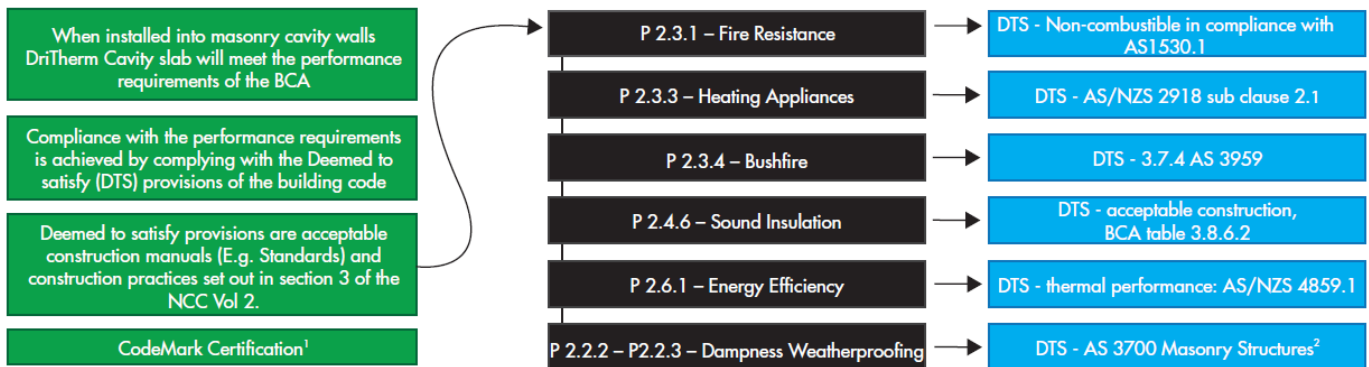 When installed into masonry cavity walls
DriTherm Cavity slab will meet the performance
requirements of the BCA
Compliance with the performance requirements
is achieved by complying with the Deemed to
satisfy (DTS) provisions of the building code
Deemed to satisfy provisions are acceptable
construction manuals (E.g. Standards) and
construction practices set out in section 3 of the
NCC Vol 2.
CodeMark Certification¹
P 2.3.1 – Fire Resistance
P 2.3.3 – Heating Appliances
P 2.3.4 – Bushfire
P 2.4.6 – Sound Insulation
P 2.6.1 – Energy Efficiency
P 2.2.2 – P2.2.3 – Dampness Weatherproofing
DTS - Non-combustible in compliance with
AS1530.1
DTS - AS/NZS 2918 sub clause 2.1
DTS - 3.7.4 AS 3959
DTS - acceptable construction,
BCA table 3.8.6.2
DTS - thermal performance: AS/NZS 4859.1
DTS - AS 3700 Masonry Structures²